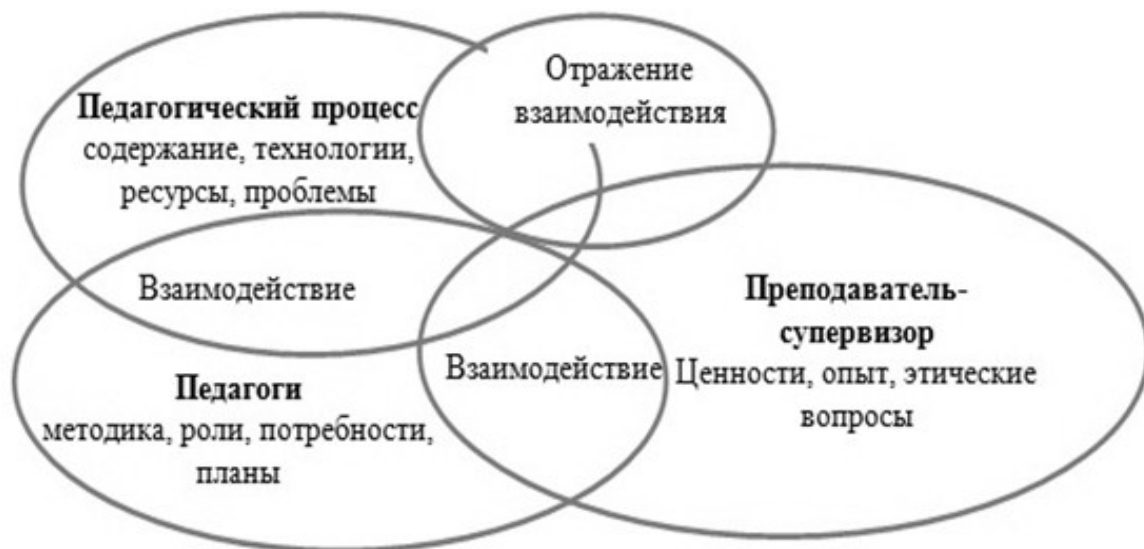 Отражение
взаимодействия
Педагогический процесс
содержание, технологии,
ресурсы, проблемы
Взаимодействие
Преподаватель-
супервизор
Ценности, опыт, этические
вопросы
Взаимодействие
Педагоги
методика, роли, потребности,
планы